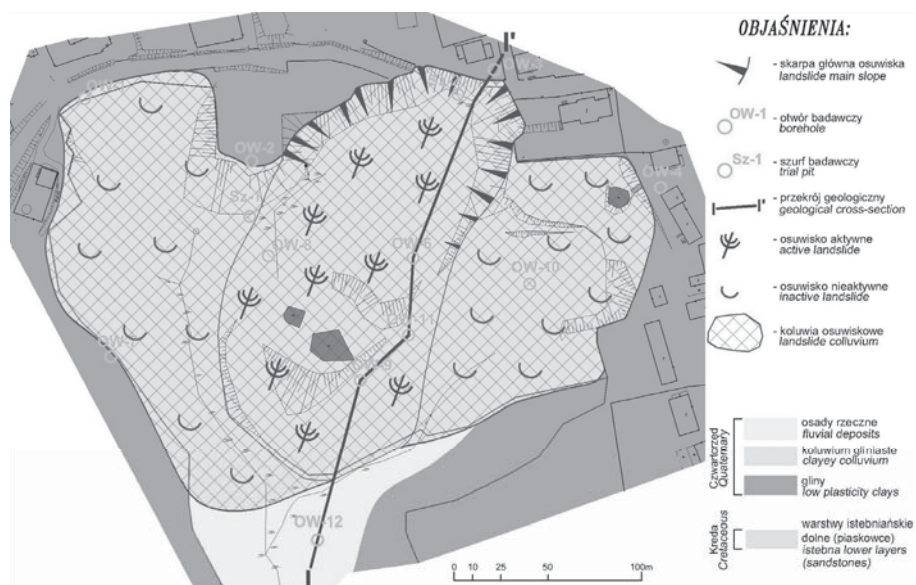 OBJAŚNIENIA:
- skarpa główna osuwiska
landslide main slope
OW-1
- otwór badawczy
borehole
Sz-1
- szurf badawczy
trial pit
I I'
- przekrój geologiczny
geological cross-section
- osuwisko aktywne
active landslide
- osuwisko nieaktywne
inactive landslide
- koluwia osuwiskowe
landslide colluvium
Czwartorzęd
Quaternary
osady rzeczne
fluvial deposits
koluwium gliniaste
clayey colluvium
gliny
low plasticity clays
Kreda
Cretaceous
warstwy istebniańskie
dolne (piaskowce)
istebna lower layers
(sandstones)
I'
OW-2
OW-4
Sz-1
OW-8
OW-6
OW-10
OW-12
I
0 10 25 50 100m